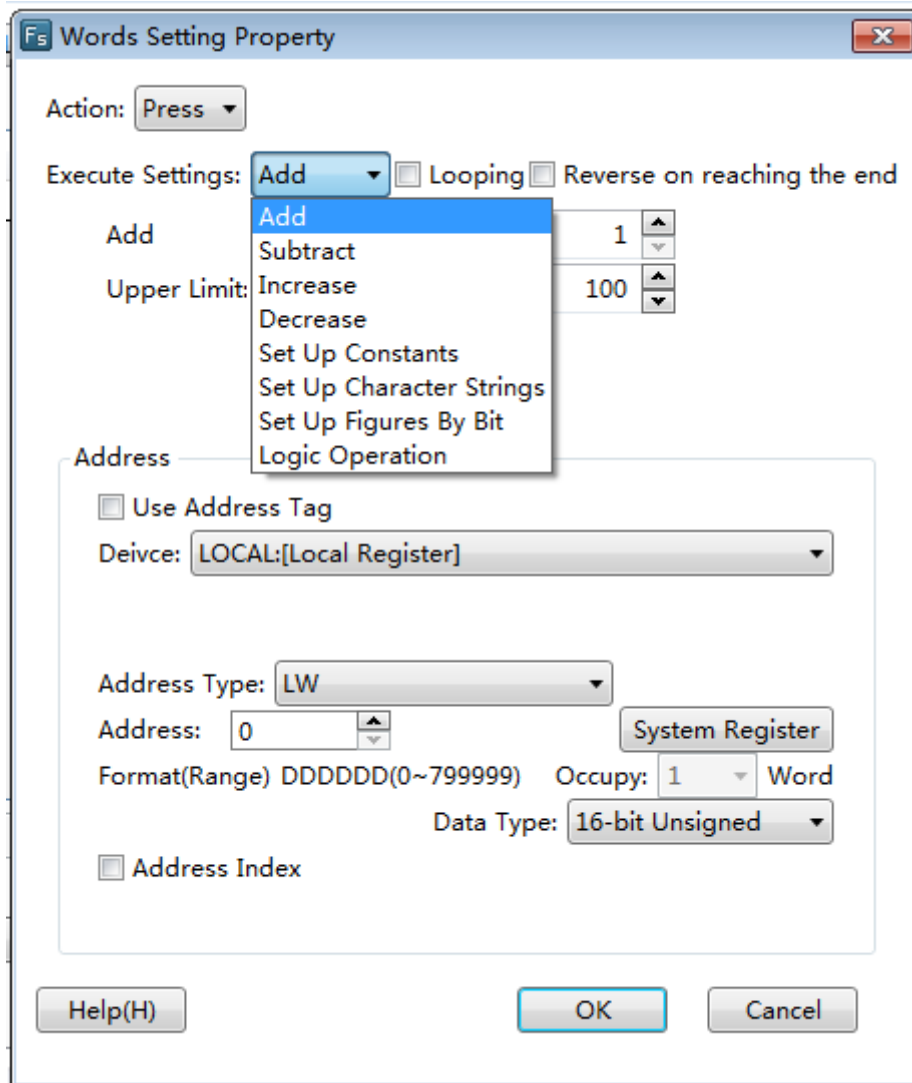 Fs Words Setting Property
Action: Press
Execute Settings: Add Looping Reverse on reaching the end
Add 1
Upper Limit: 100
Add
Subtract
Increase
Decrease
Set Up Constants
Set Up Character Strings
Set Up Figures By Bit
Logic Operation
Address
Use Address Tag
Deivce: LOCAL:[Local Register]
Address Type: LW
Address: 0 System Register
Format(Range) DDDDDD(0~799999) Occupy: 1 Word
Data Type: 16-bit Unsigned
Address Index
Help(H) OK Cancel